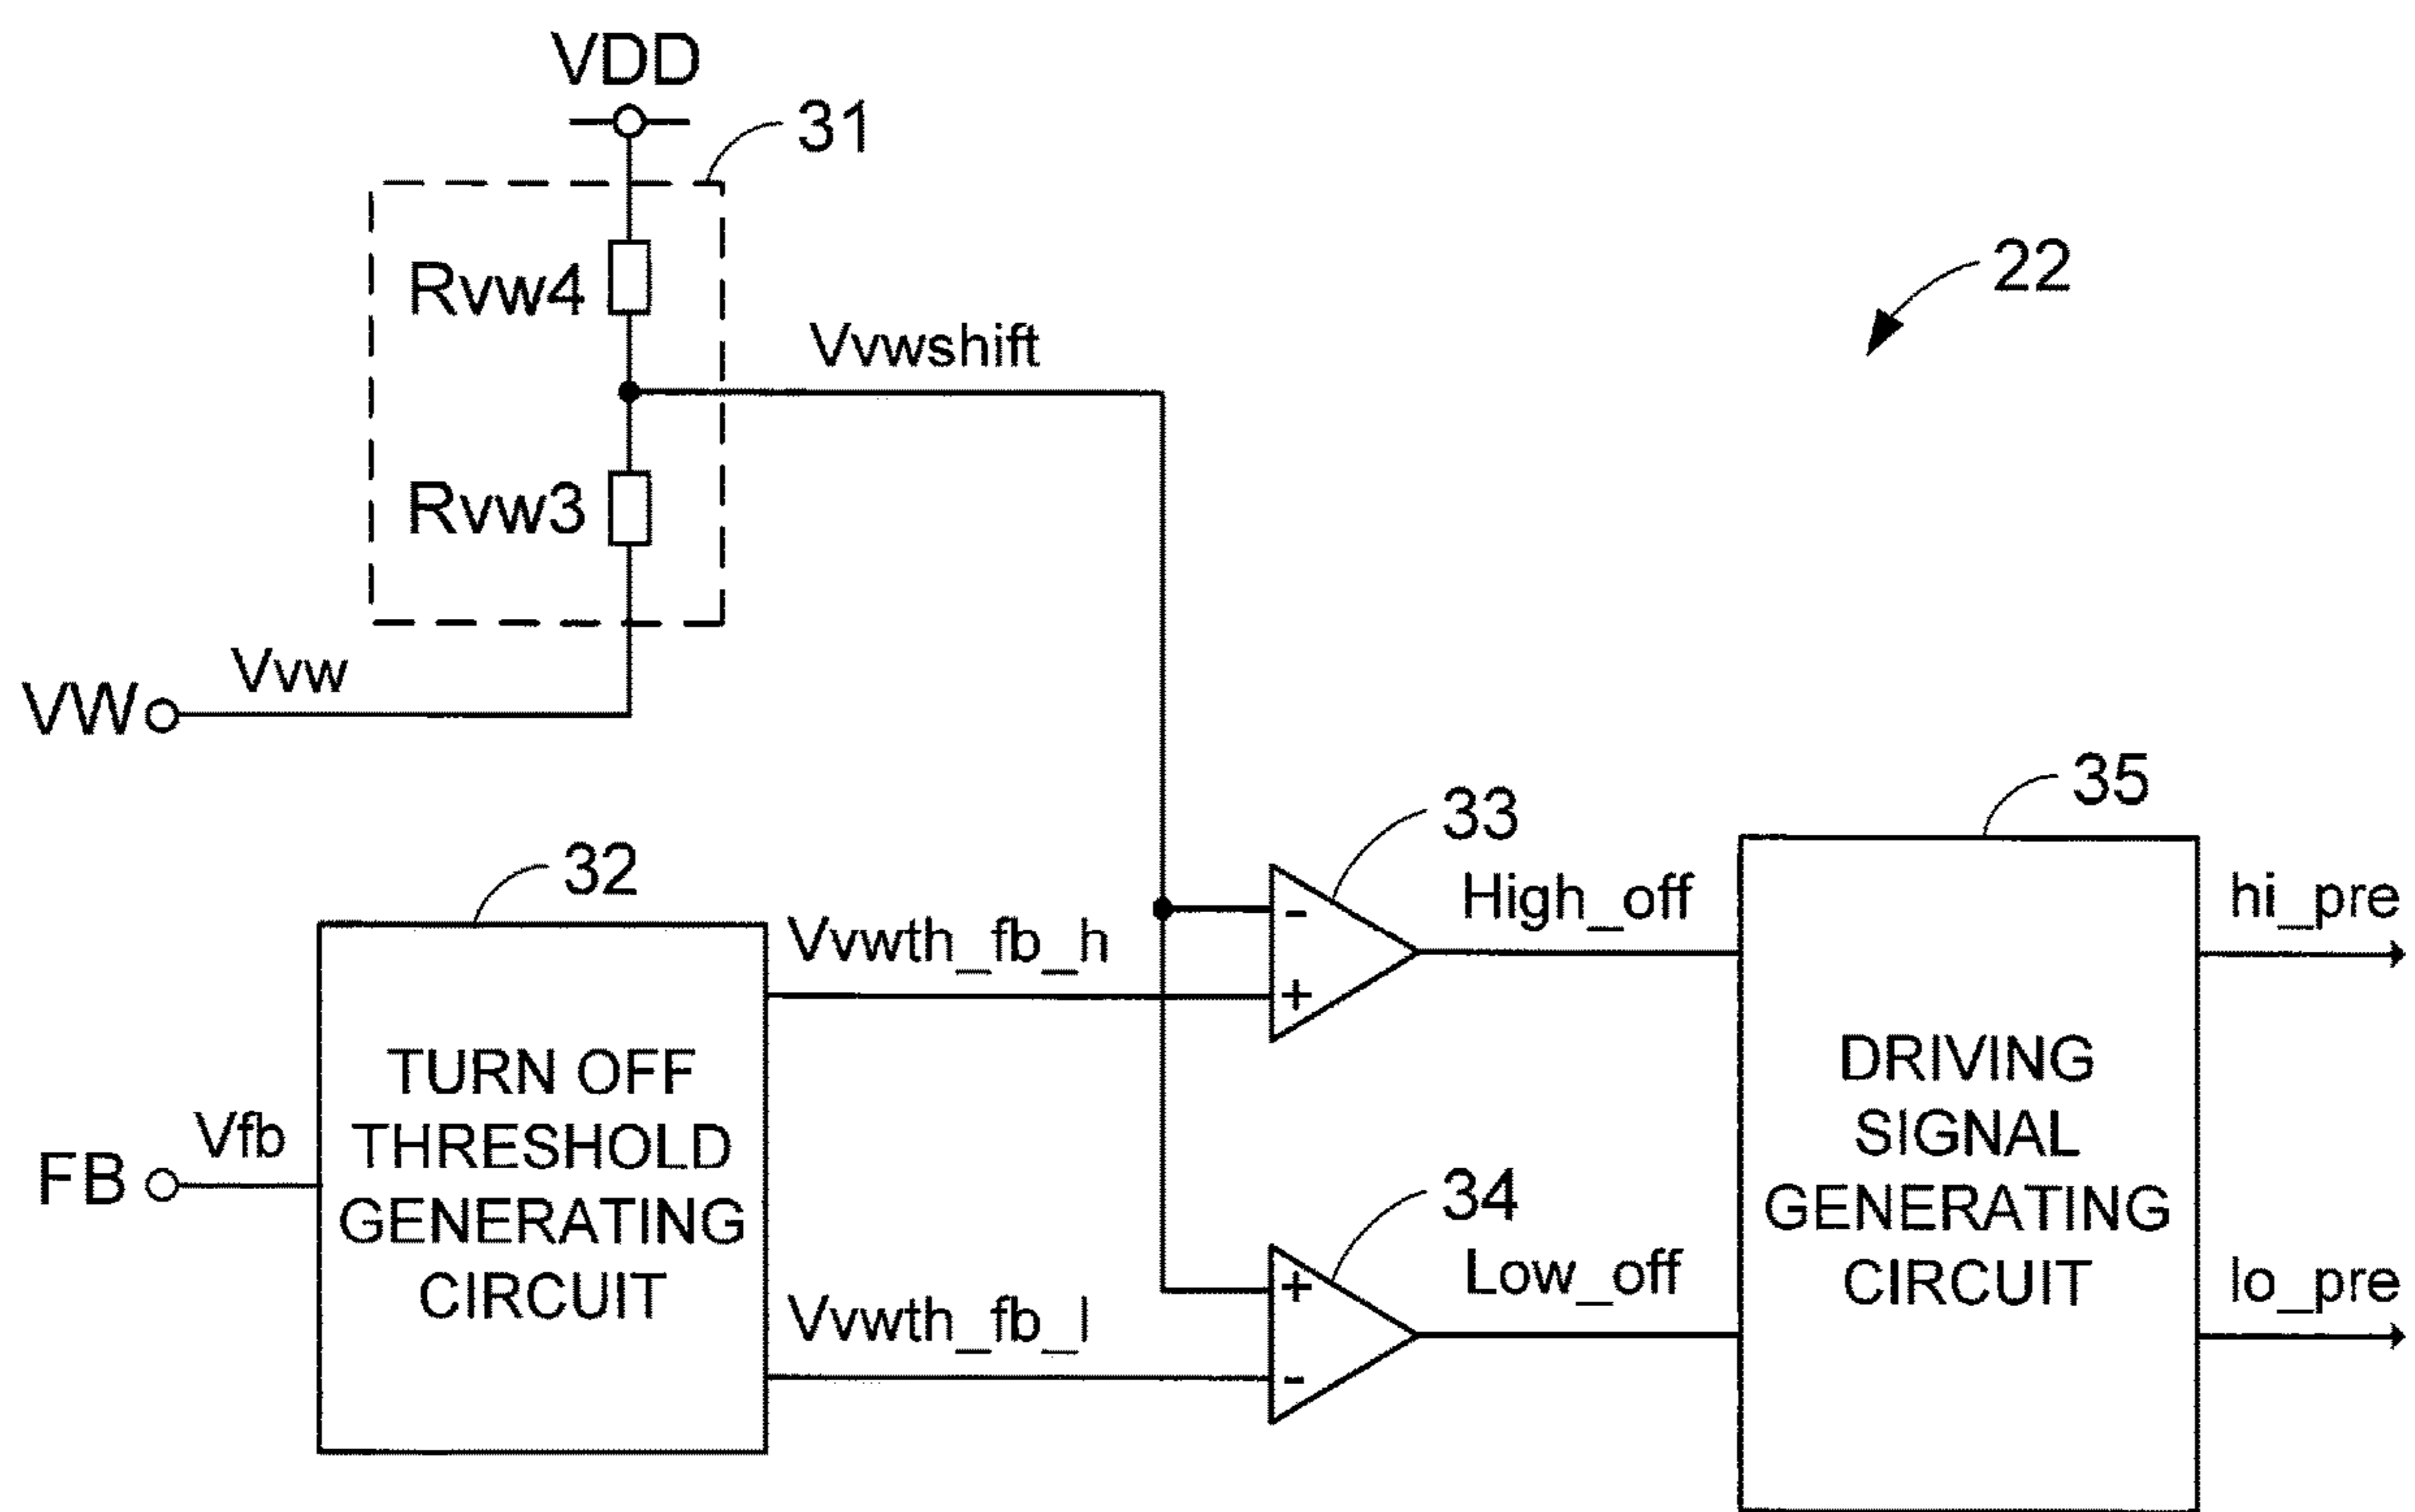 VDD
31
Rvw4
22
Vvwshift
Rvw3
Vvw
VW
35
33
32
High_off
hi_pre
Vvwth_fb_h
-
+
TURN OFF
THRESHOLD
GENERATING
CIRCUIT
DRIVING
SIGNAL
GENERATING
CIRCUIT
Vfb
FB
34
Low_off
lo_pre
+
Vvwth_fb_l
-